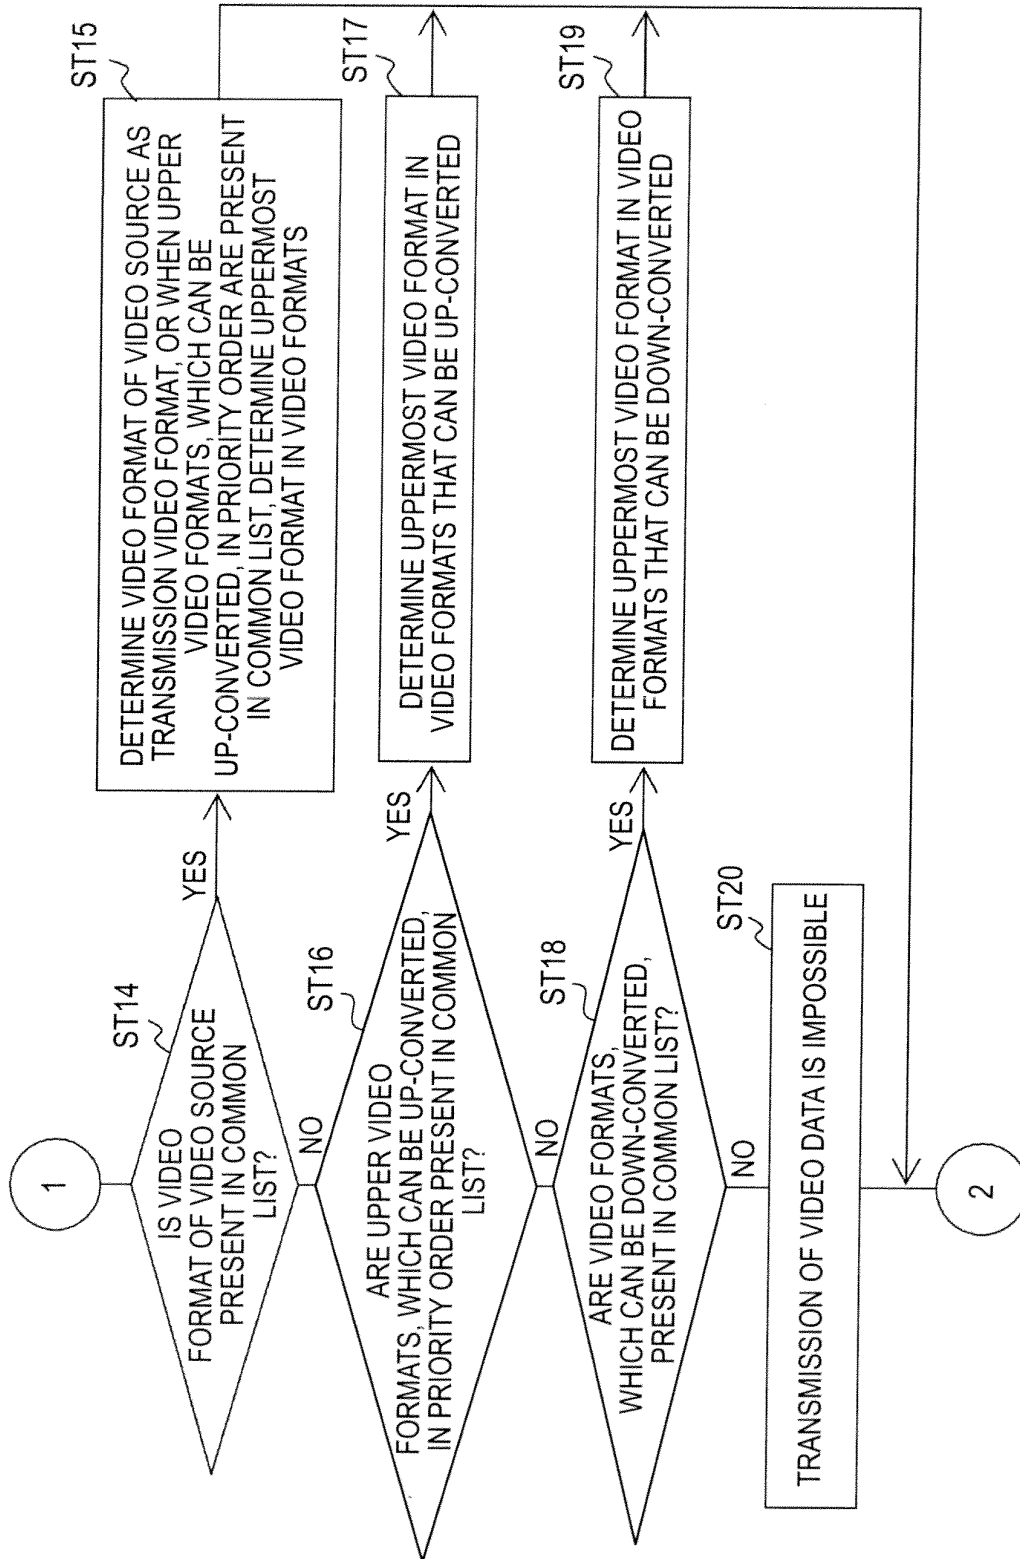 1
ST14
IS VIDEO
FORMAT OF VIDEO SOURCE
PRESENT IN COMMON
LIST?
YES
ST15
DETERMINE VIDEO FORMAT OF VIDEO SOURCE AS
TRANSMISSION VIDEO FORMAT, OR WHEN UPPER
VIDEO FORMATS, WHICH CAN BE
UP-CONVERTED, IN PRIORITY ORDER ARE PRESENT
IN COMMON LIST, DETERMINE UPPERMOST
VIDEO FORMAT IN VIDEO FORMATS
NO
ST16
ARE UPPER VIDEO
FORMATS, WHICH CAN BE UP-CONVERTED,
IN PRIORITY ORDER PRESENT IN COMMON
LIST?
YES
ST17
DETERMINE UPPERMOST VIDEO FORMAT IN
VIDEO FORMATS THAT CAN BE UP-CONVERTED
NO
ST18
ARE VIDEO FORMATS,
WHICH CAN BE DOWN-CONVERTED,
PRESENT IN COMMON LIST?
YES
ST19
DETERMINE UPPERMOST VIDEO FORMAT IN VIDEO
FORMATS THAT CAN BE DOWN-CONVERTED
NO
ST20
TRANSMISSION OF VIDEO DATA IS IMPOSSIBLE
2